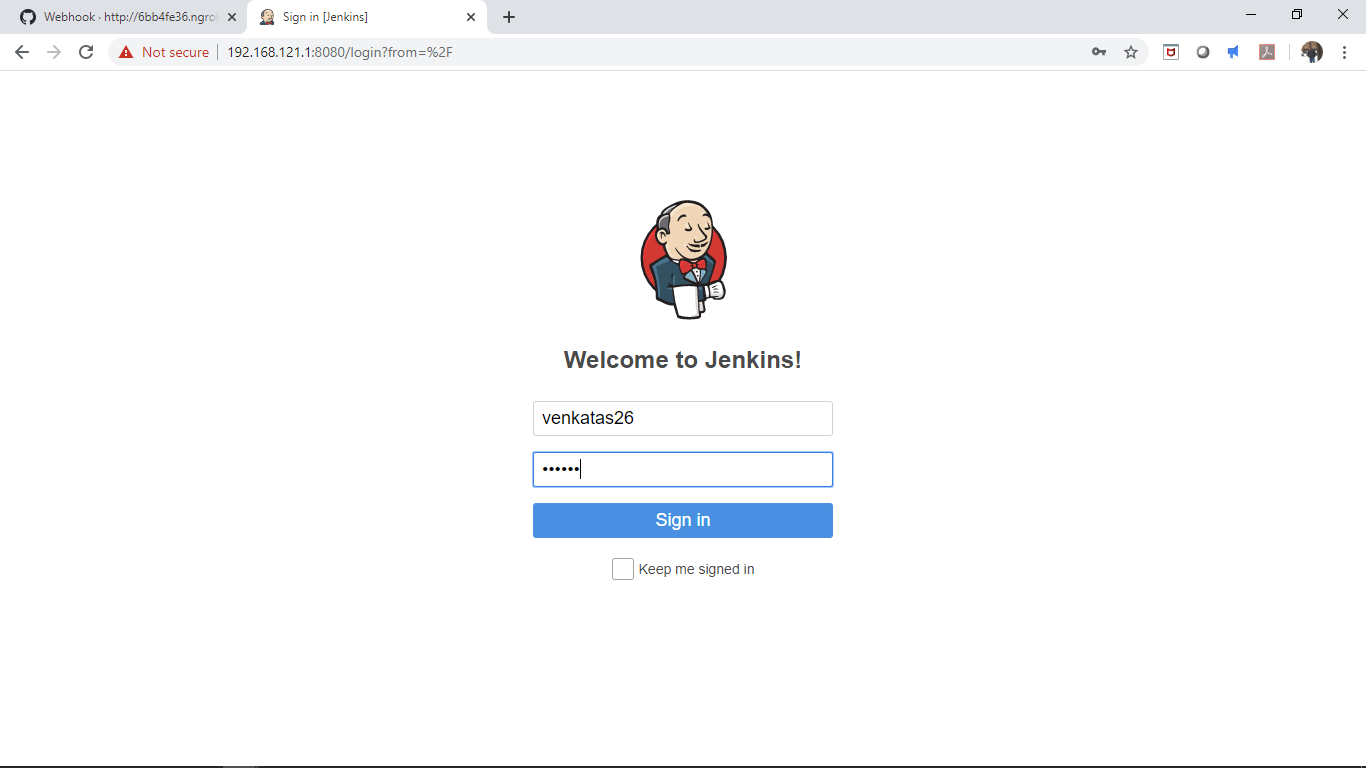 Webhook · http://6bb4fe36.ngro
Sign in [Jenkins]
Not secure
192.168.121.1:8080/login?from=%2F
Welcome to Jenkins!
venkatas26
••••••
Sign in
Keep me signed in